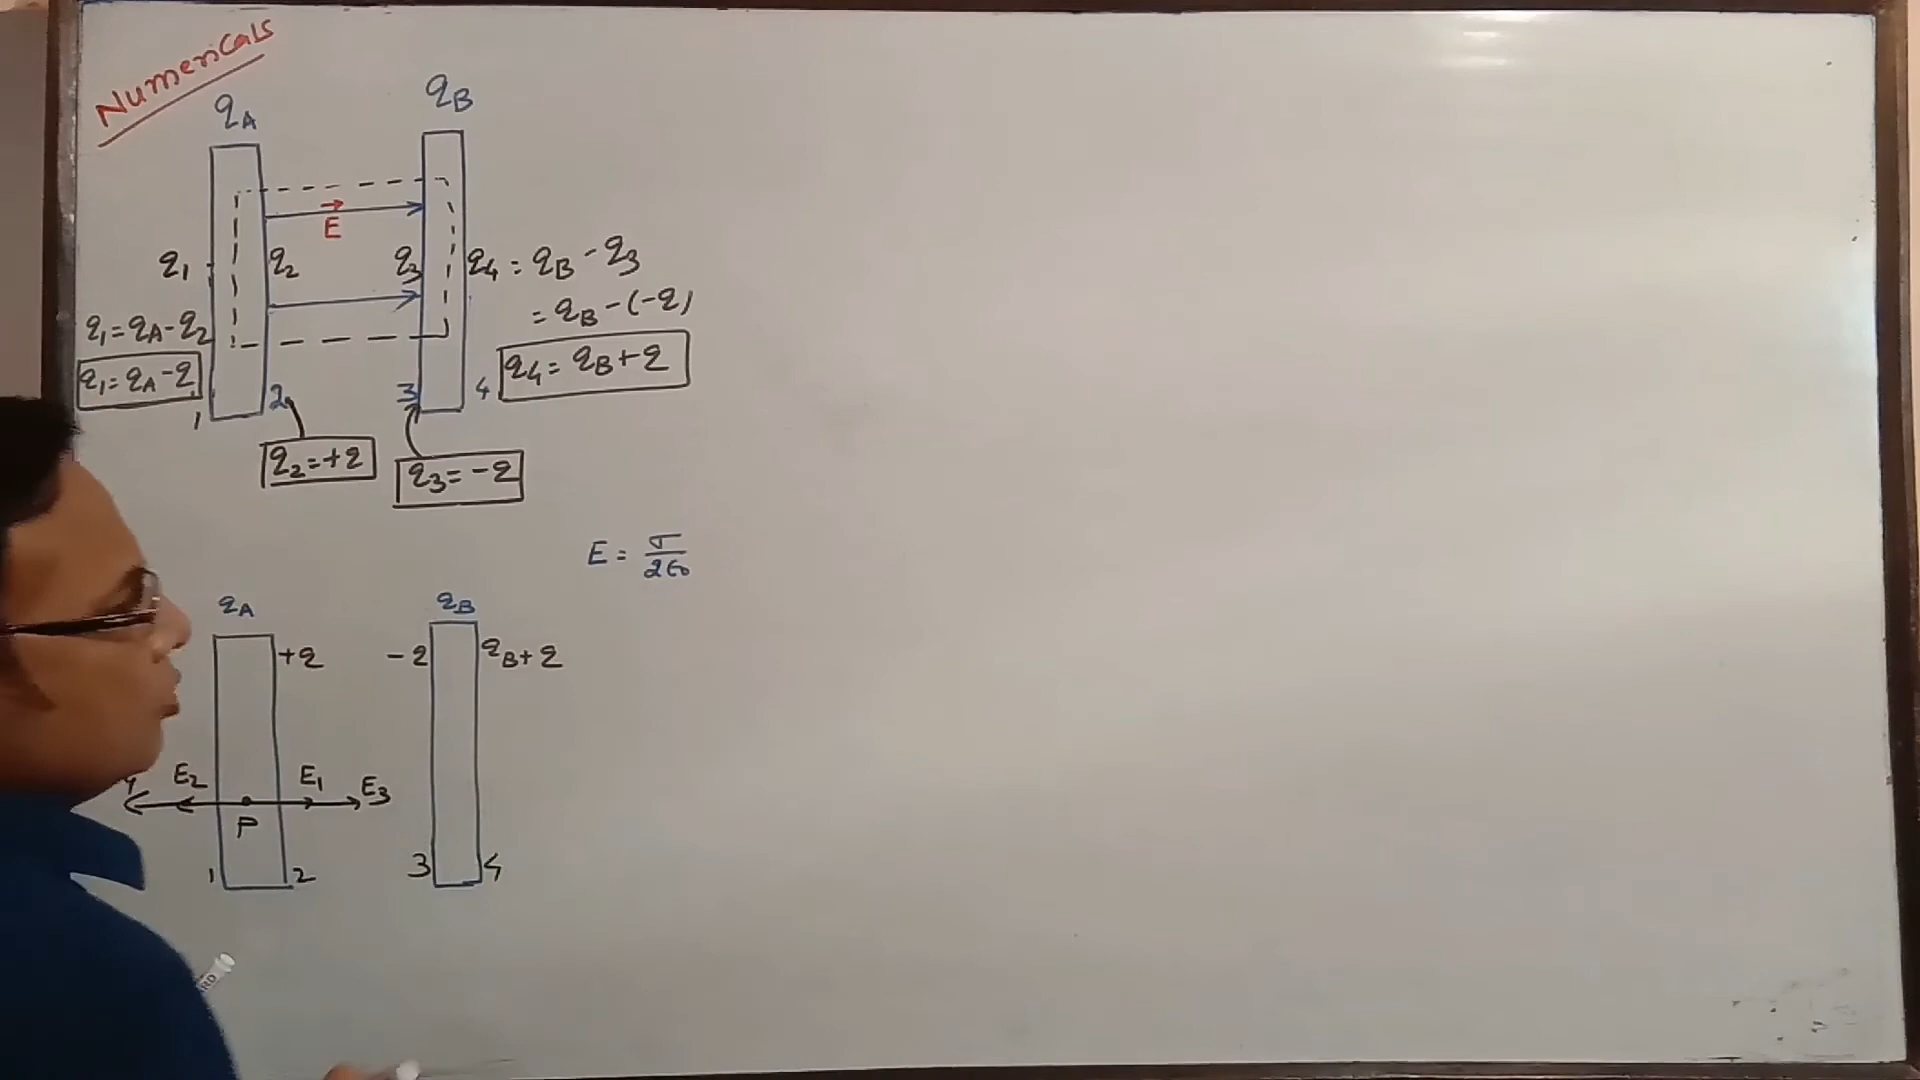 Numericals
qA
qB
E
q1
q2
q3
q4 = qB - q3
= qB - (-q)
q4 = qB + q
q1 = qA - q2
q1 = qA - q
1
2
3
4
q2 = +q
q3 = -q
E = σ/2ε0
qA
qB
+q
-q
qB + q
E2
E1
E3
P
1
2
3
4